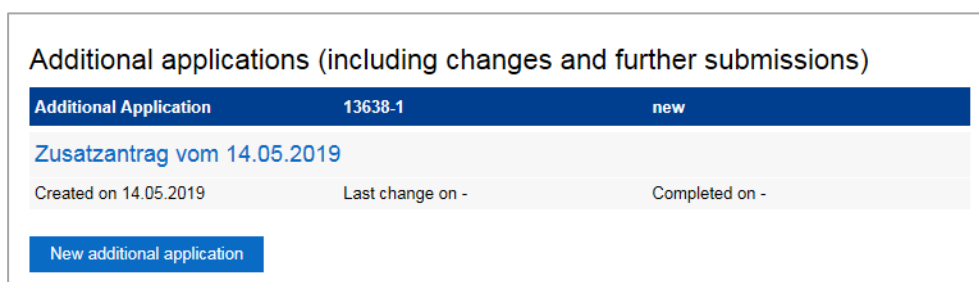 Additional applications (including changes and further submissions)
Additional Application 13638-1 new
Zusatzantrag vom 14.05.2019
Created on 14.05.2019 Last change on - Completed on -
New additional application